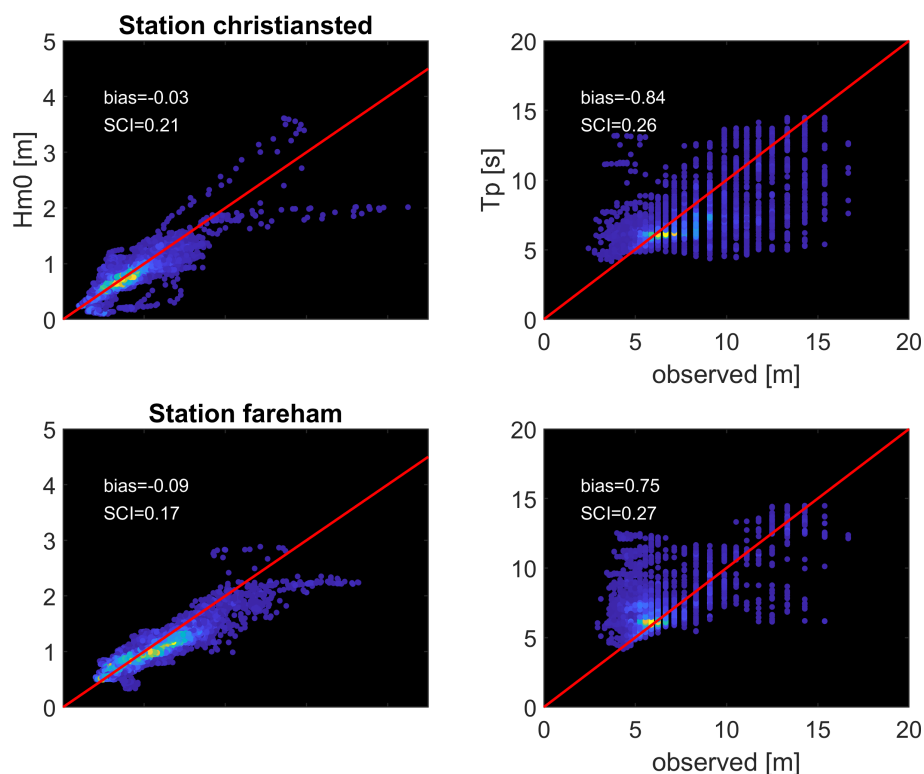 Station christiansted
5
4
3
2
1
0
Hm0 [m]
bias=-0.03
SCI=0.21
20
15
10
5
0
Tp [s]
bias=-0.84
SCI=0.26
0 5 10 15 20
observed [m]
Station fareham
5
4
3
2
1
0
bias=-0.09
SCI=0.17
20
15
10
5
0
bias=0.75
SCI=0.27
0 5 10 15 20
observed [m]